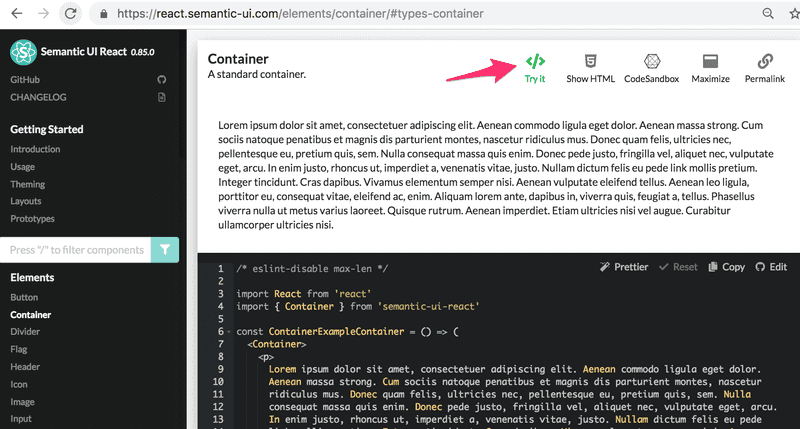 https://react.semantic-ui.com/elements/container/#types-container
Semantic UI React 0.85.0
GitHub
CHANGELOG
Getting Started
Introduction
Usage
Theming
Layouts
Prototypes
Press "/" to filter components
Elements
Button
Container
Divider
Flag
Header
Icon
Image
Input
Container
A standard container.
Try it
Show HTML
CodeSandbox
Maximize
Permalink
Lorem ipsum dolor sit amet, consectetuer adipiscing elit. Aenean commodo ligula eget dolor. Aenean massa strong. Cum
sociis natoque penatibus et magnis dis parturient montes, nascetur ridiculus mus. Donec quam felis, ultricies nec,
pellentesque eu, pretium quis, sem. Nulla consequat massa quis enim. Donec pede justo, fringilla vel, aliquet nec, vulputate
eget, arcu. In enim justo, rhoncus ut, imperdiet a, venenatis vitae, justo. Nullam dictum felis eu pede link mollis pretium.
Integer tincidunt. Cras dapibus. Vivamus elementum semper nisi. Aenean vulputate eleifend tellus. Aenean leo ligula,
porttitor eu, consequat vitae, eleifend ac, enim. Aliquam lorem ante, dapibus in, viverra quis, feugiat a, tellus. Phasellus
viverra nulla ut metus varius laoreet. Quisque rutrum. Aenean imperdiet. Etiam ultricies nisi vel augue. Curabitur
ullamcorper ultricies nisi.
Prettier
Reset
Copy
Edit
1 /* eslint-disable max-len */
2
3 import React from 'react'
4 import { Container } from 'semantic-ui-react'
5
6 const ContainerExampleContainer = () => (
7 <Container>
8 <p>
9 Lorem ipsum dolor sit amet, consectetuer adipiscing elit. Aenean commodo ligula eget dolor.
10 Aenean massa strong. Cum sociis natoque penatibus et magnis dis parturient montes, nascetur
11 ridiculus mus. Donec quam felis, ultricies nec, pellentesque eu, pretium quis, sem. Nulla
12 consequat massa quis enim. Donec pede justo, fringilla vel, aliquet nec, vulputate eget, arcu.
13 In enim justo, rhoncus ut, imperdiet a, venenatis vitae, justo. Nullam dictum felis eu pede